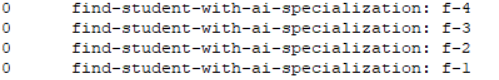 0 find-student-with-ai-specialization: f-4
0 find-student-with-ai-specialization: f-3
0 find-student-with-ai-specialization: f-2
0 find-student-with-ai-specialization: f-1